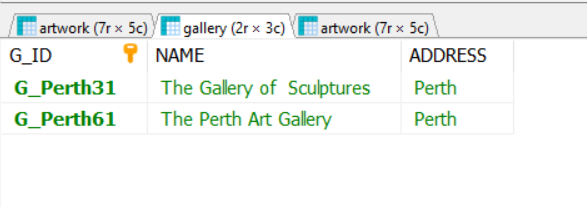 artwork (7r × 5c) gallery (2r × 3c) artwork (7r × 5c)
G_ID NAME ADDRESS
G_Perth31 The Gallery of  Sculptures Perth
G_Perth61 The Perth Art Gallery Perth